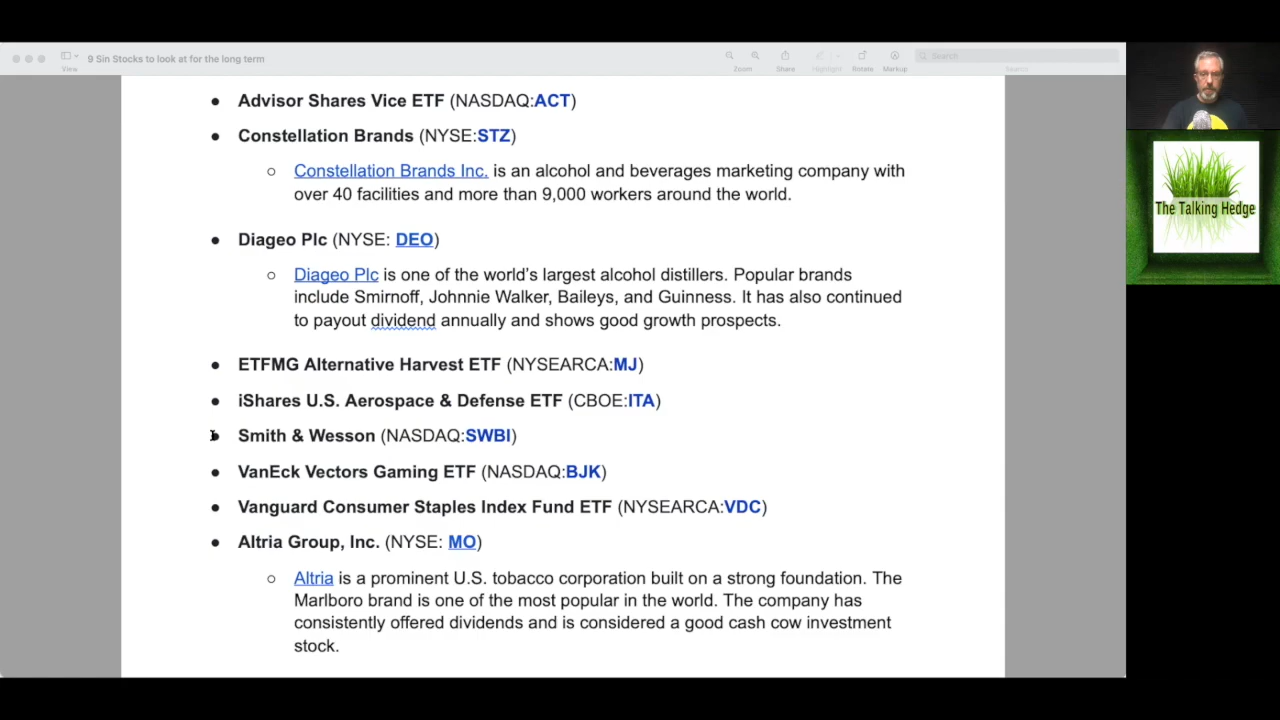 9 Sin Stocks to look at for the long term
View
Zoom
Share
Highlight
Rotate
Markup
Search
Search
● Advisor Shares Vice ETF (NASDAQ:ACT)
● Constellation Brands (NYSE:STZ)
○ Constellation Brands Inc. is an alcohol and beverages marketing company with
over 40 facilities and more than 9,000 workers around the world.
● Diageo Plc (NYSE: DEO)
○ Diageo Plc is one of the world’s largest alcohol distillers. Popular brands
include Smirnoff, Johnnie Walker, Baileys, and Guinness. It has also continued
to payout dividend annually and shows good growth prospects.
● ETFMG Alternative Harvest ETF (NYSEARCA:MJ)
● iShares U.S. Aerospace & Defense ETF (CBOE:ITA)
● Smith & Wesson (NASDAQ:SWBI)
● VanEck Vectors Gaming ETF (NASDAQ:BJK)
● Vanguard Consumer Staples Index Fund ETF (NYSEARCA:VDC)
● Altria Group, Inc. (NYSE: MO)
○ Altria is a prominent U.S. tobacco corporation built on a strong foundation. The
Marlboro brand is one of the most popular in the world. The company has
consistently offered dividends and is considered a good cash cow investment
stock.
The Talking Hedge